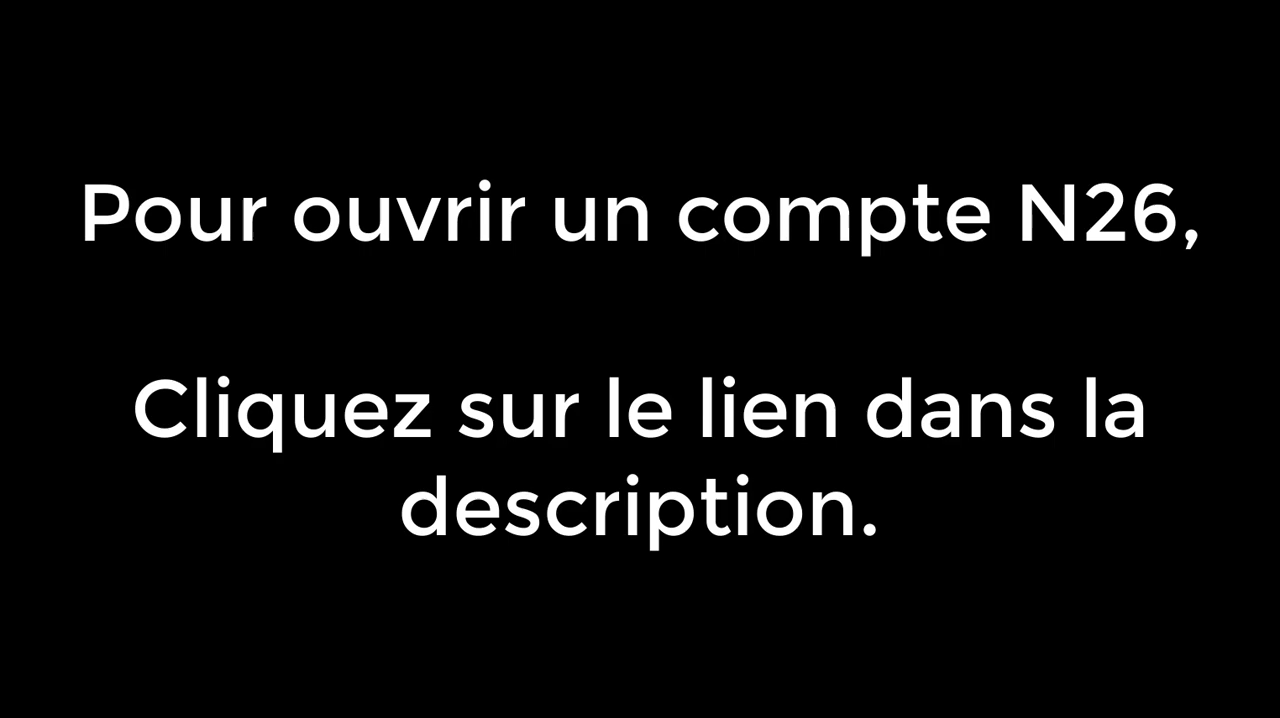 Pour ouvrir un compte N26,
Cliquez sur le lien dans la
description.